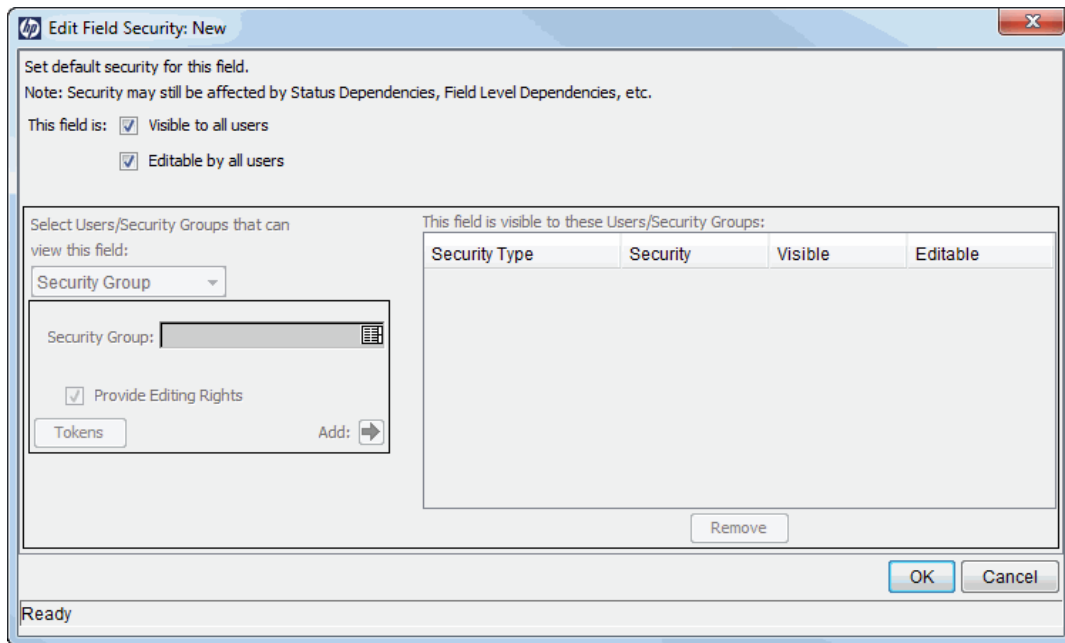 hp Edit Field Security: New
Set default security for this field.
Note: Security may still be affected by Status Dependencies, Field Level Dependencies, etc.
This field is: Visible to all users
Editable by all users
Select Users/Security Groups that can
view this field:
Security Group
Security Group:
Provide Editing Rights
Tokens Add:
This field is visible to these Users/Security Groups:
Security Type Security Visible Editable
Remove
OK Cancel
Ready